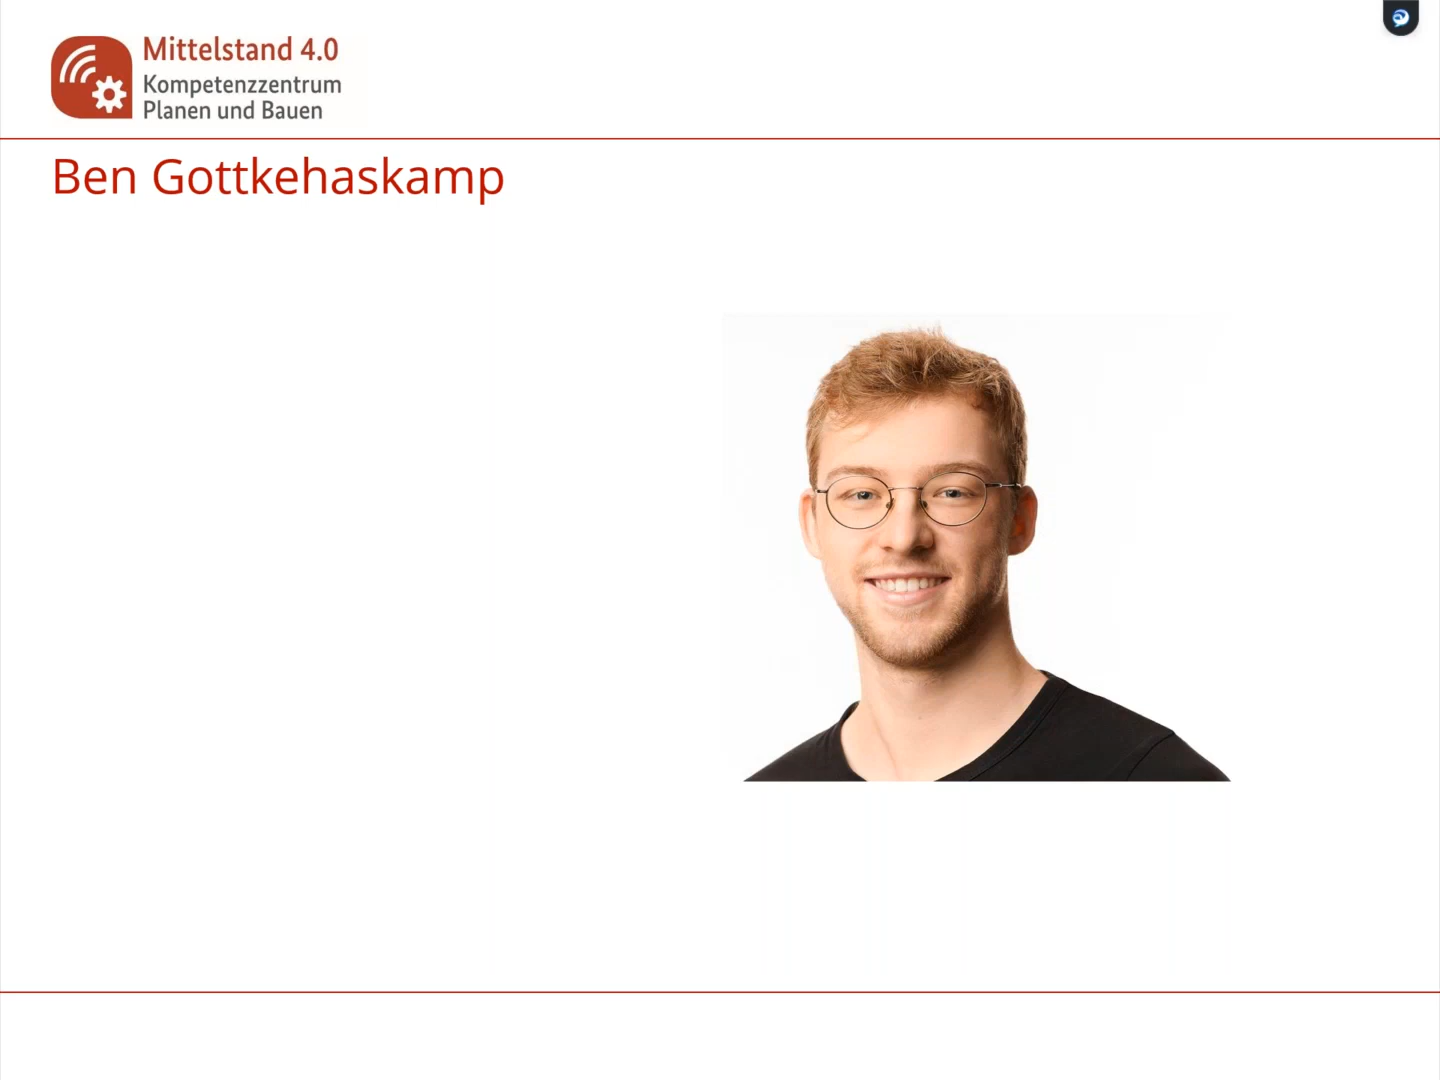 Mittelstand 4.0
Kompetenzzentrum
Planen und Bauen
Ben Gottkehaskamp